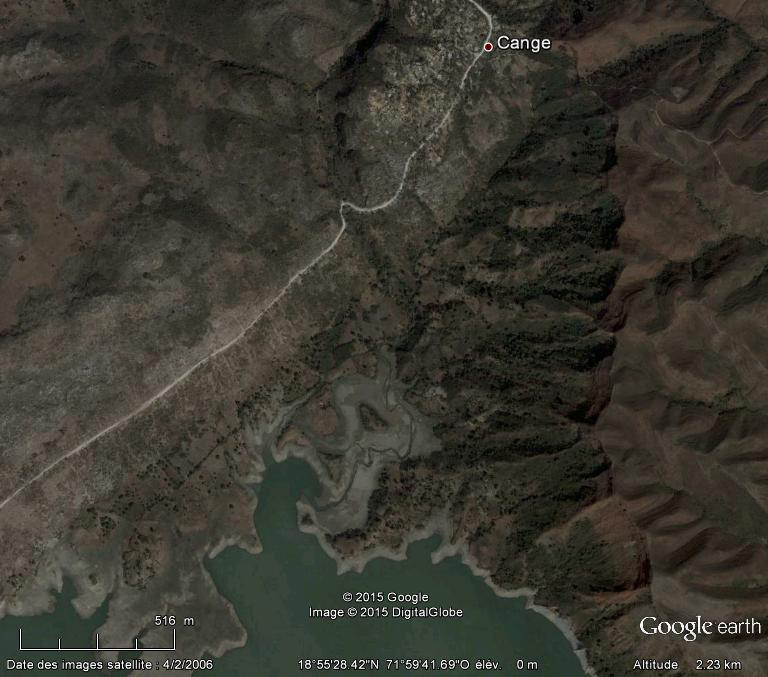 Cange
© 2015 Google
Image © 2015 DigitalGlobe
516 m
Google earth
Date des images satellite : 4/2/2006 18°55'28.42"N 71°59'41.69"O élév. 0 m Altitude 2.23 km